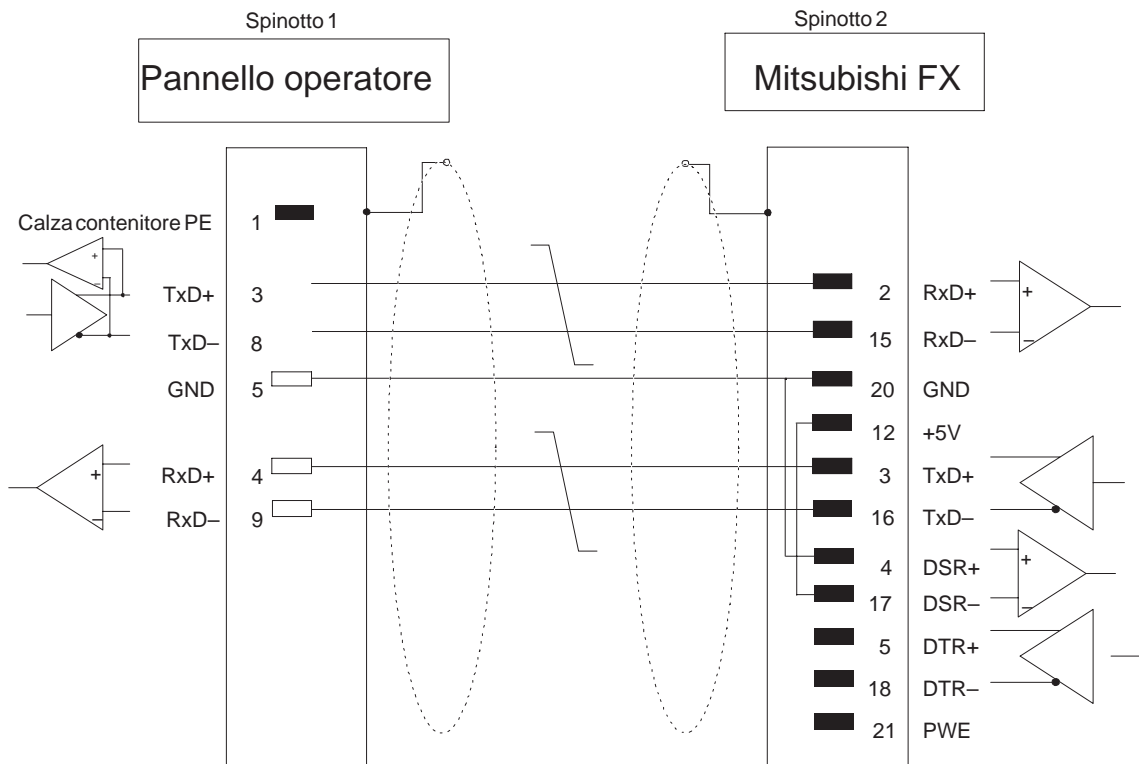 Spinotto 1
Spinotto 2
Pannello operatore
Mitsubishi FX
Calza contenitore PE 1
TxD+ 3
TxD– 8
GND 5
RxD+ 4
RxD– 9
2 RxD+
15 RxD–
20 GND
12 +5V
3 TxD+
16 TxD–
4 DSR+
17 DSR–
5 DTR+
18 DTR–
21 PWE
+
–
+
–
+
–
+
–